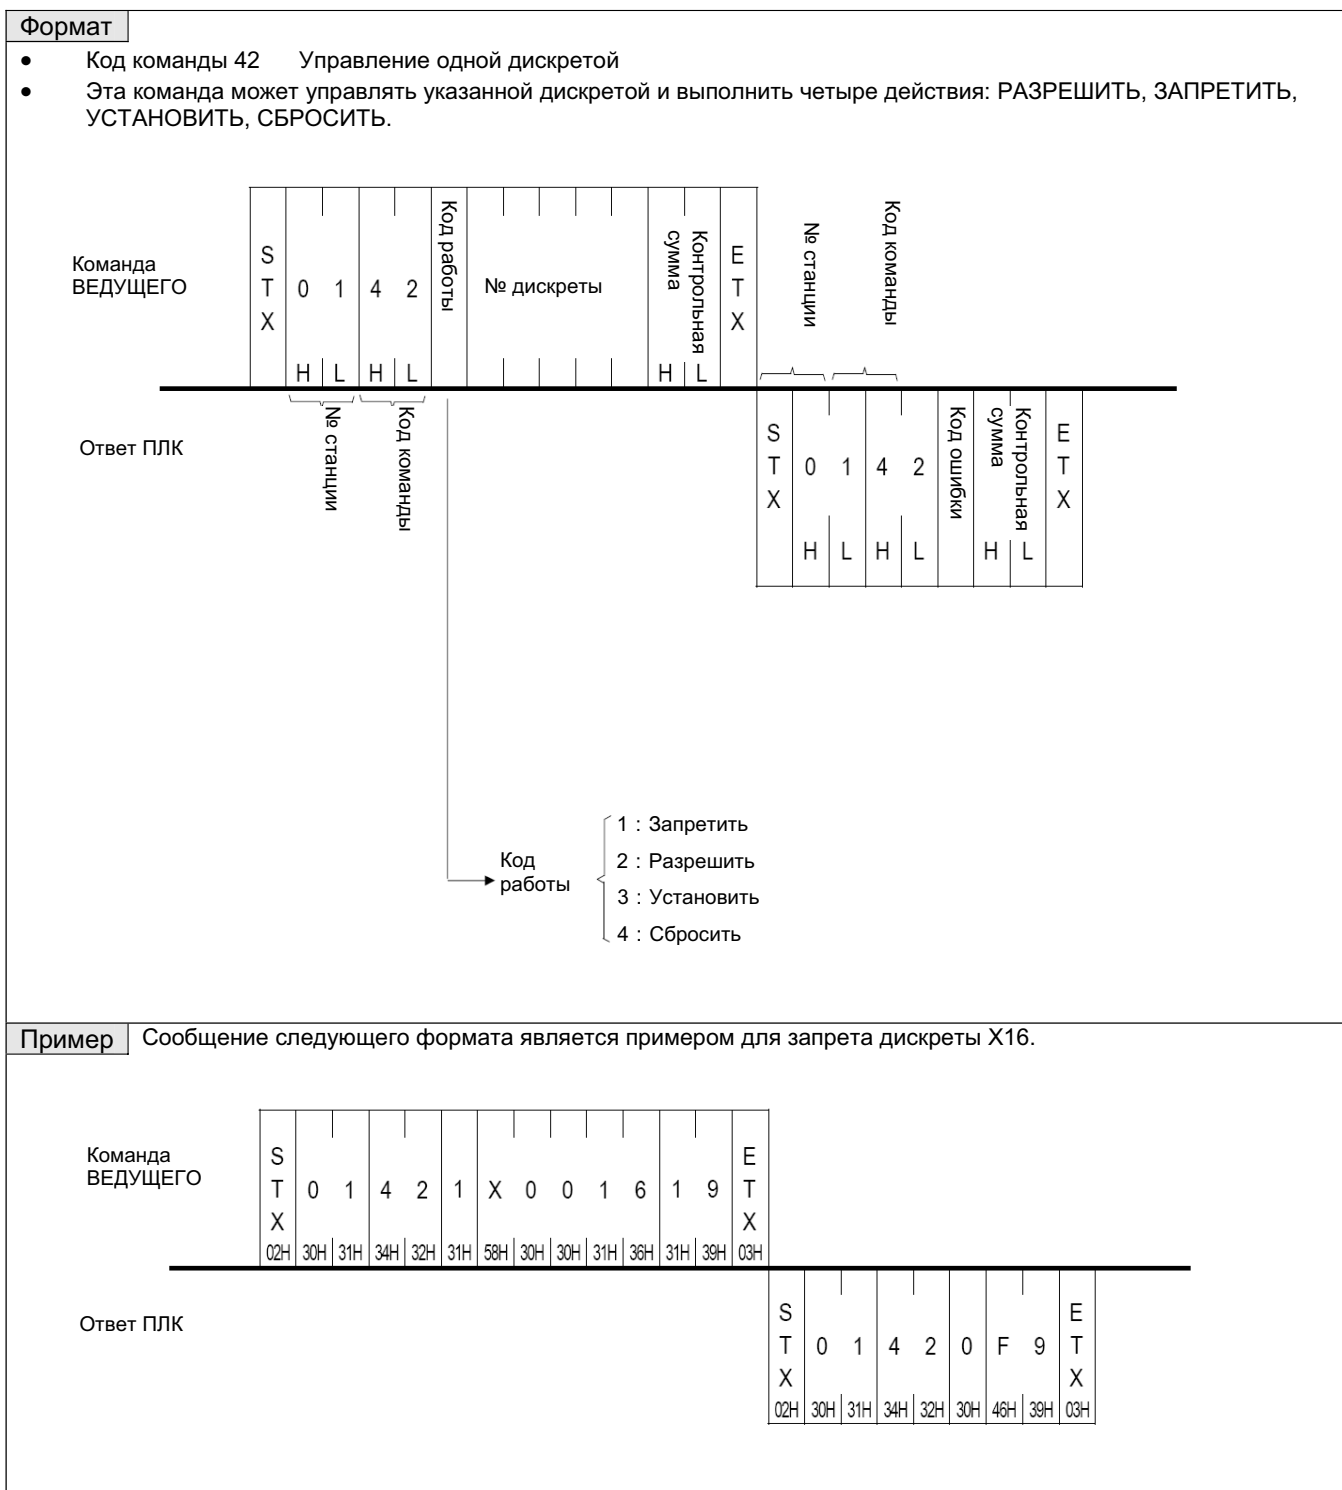 Формат
• Код команды 42 Управление одной дискретой
• Эта команда может управлять указанной дискретой и выполнить четыре действия: РАЗРЕШИТЬ, ЗАПРЕТИТЬ,
УСТАНОВИТЬ, СБРОСИТЬ.
Команда
ВЕДУЩЕГО
STX
0 1 4 2
Код работы
№ дискреты
Контрольная
сумма
ETX
H L H L H L
№ станции
Код команды
№ станции
Код команды
Ответ ПЛК
STX
0 1 4 2
Код ошибки
Контрольная
сумма
ETX
H L H L H L
Код
работы
1 : Запретить
2 : Разрешить
3 : Установить
4 : Сбросить
Пример Сообщение следующего формата является примером для запрета дискреты X16.
Команда
ВЕДУЩЕГО
STX 0 1 4 2 1 X 0 0 1 6 1 9 ETX
02H 30H 31H 34H 32H 31H 58H 30H 30H 31H 36H 31H 39H 03H
Ответ ПЛК
STX 0 1 4 2 0 F 9 ETX
02H 30H 31H 34H 32H 30H 46H 39H 03H